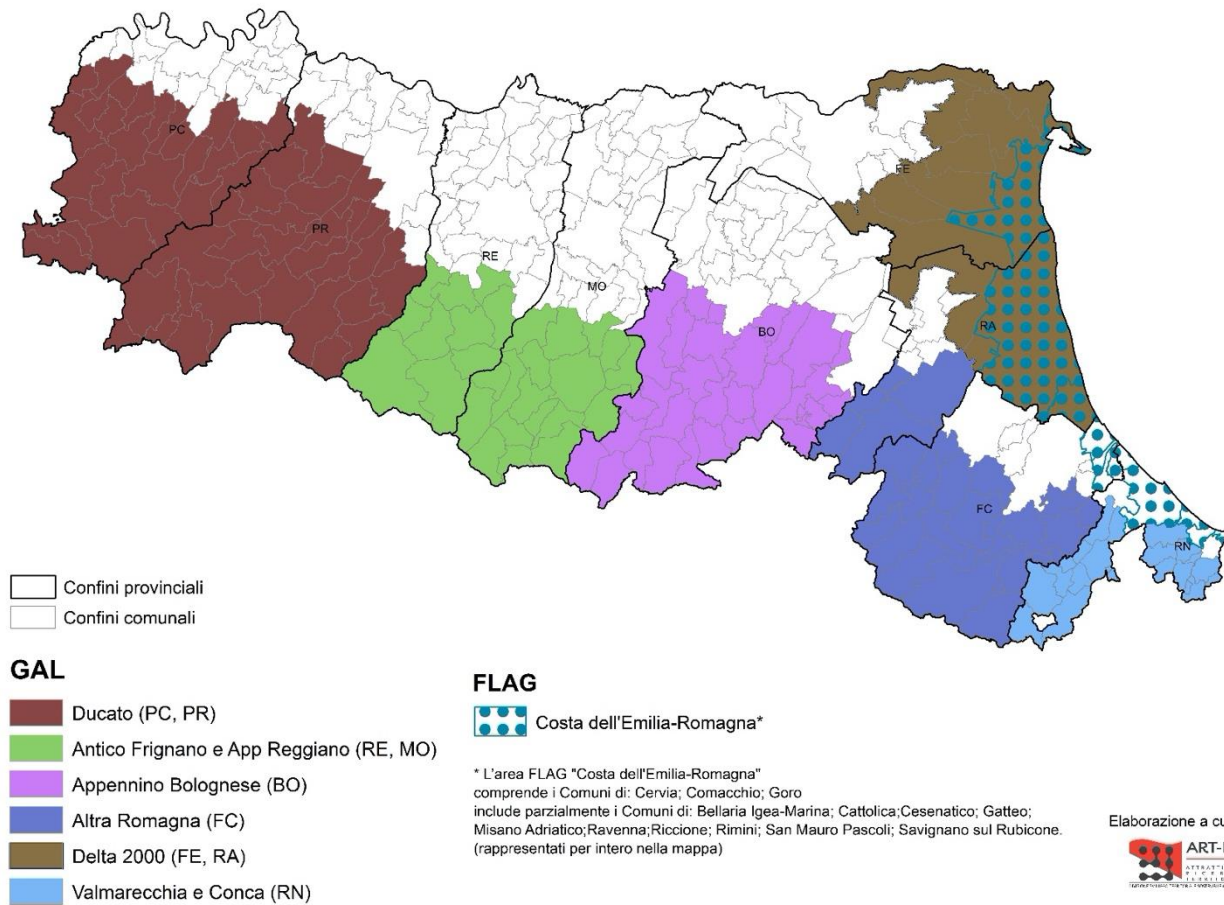 PC
PR
RE
MO
BO
FE
RA
FC
RN
Confini provinciali
Confini comunali
GAL
Ducato (PC, PR)
Antico Frignano e App Reggiano (RE, MO)
Appennino Bolognese (BO)
Altra Romagna (FC)
Delta 2000 (FE, RA)
Valmarecchia e Conca (RN)
FLAG
Costa dell'Emilia-Romagna*
* L'area FLAG "Costa dell'Emilia-Romagna"
comprende i Comuni di: Cervia; Comacchio; Goro
include parzialmente i Comuni di: Bellaria Igea-Marina; Cattolica;Cesenatico; Gatteo;
Misano Adriatico;Ravenna;Riccione; Rimini; San Mauro Pascoli; Savignano sul Rubicone.
(rappresentati per intero nella mappa)
Elaborazione a cu
ART-